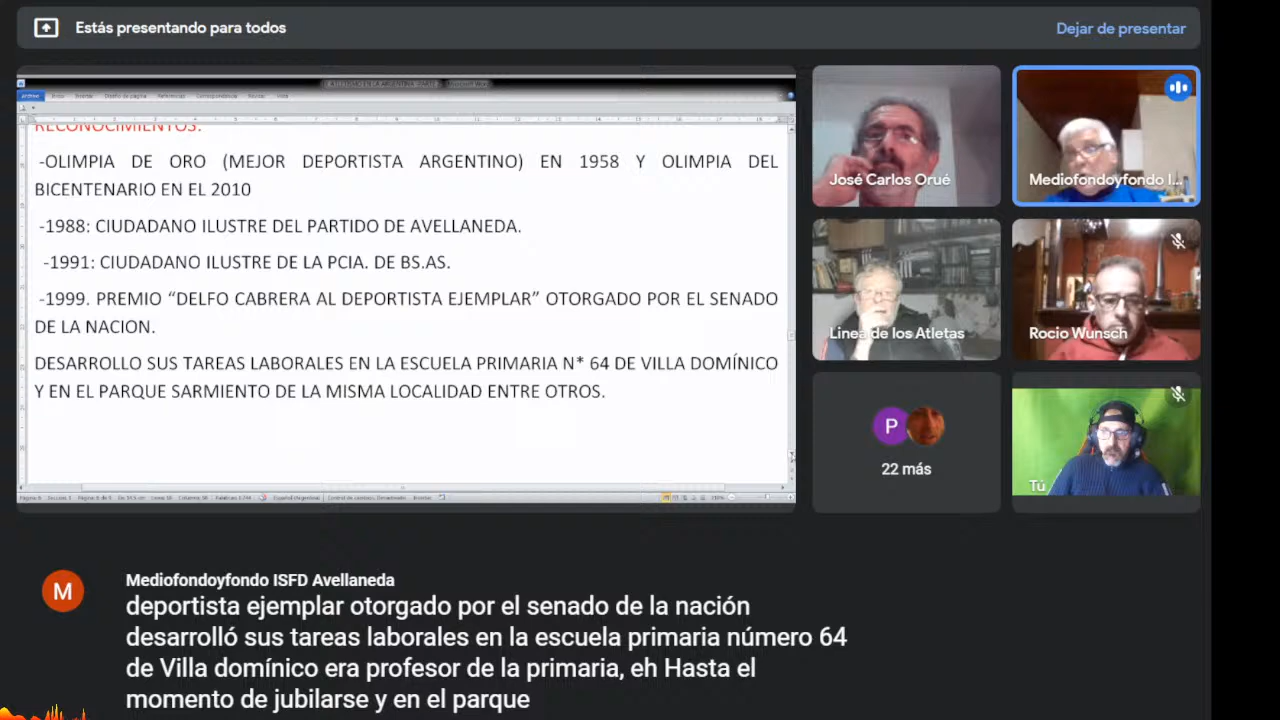 Estás presentando para todos
Dejar de presentar
RECONOCIMIENTOS:
-OLIMPIA DE ORO (MEJOR DEPORTISTA ARGENTINO) EN 1958 Y OLIMPIA DEL
BICENTENARIO EN EL 2010
-1988: CIUDADANO ILUSTRE DEL PARTIDO DE AVELLANEDA.
-1991: CIUDADANO ILUSTRE DE LA PCIA. DE BS.AS.
-1999. PREMIO “DELFO CABRERA AL DEPORTISTA EJEMPLAR” OTORGADO POR EL SENADO
DE LA NACION.
DESARROLLO SUS TAREAS LABORALES EN LA ESCUELA PRIMARIA N* 64 DE VILLA DOMÍNICO
Y EN EL PARQUE SARMIENTO DE LA MISMA LOCALIDAD ENTRE OTROS.
José Carlos Orué
Mediofondoyfondo I...
Linea de los Atletas
Rocio Wunsch
P
22 más
Tú
M
Mediofondoyfondo ISFD Avellaneda
deportista ejemplar otorgado por el senado de la nación
desarrolló sus tareas laborales en la escuela primaria número 64
de Villa domínico era profesor de la primaria, eh Hasta el
momento de jubilarse y en el parque